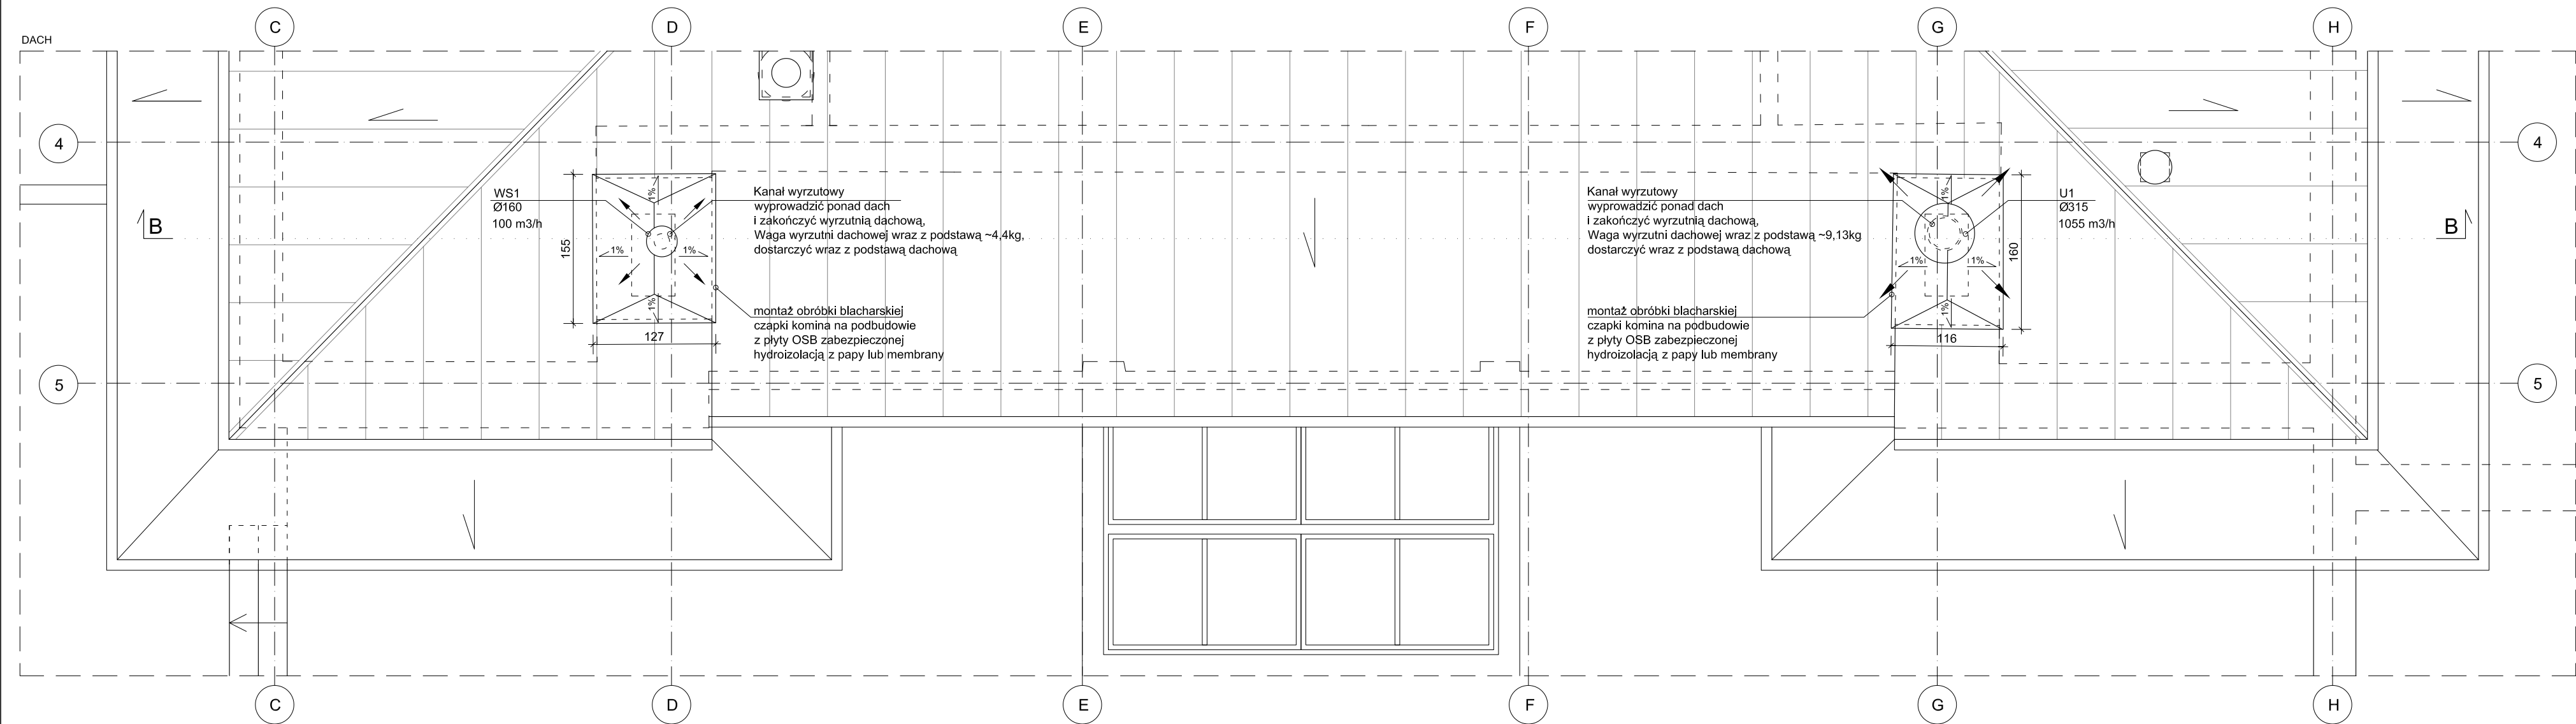 C
D
E
F
G
H
DACH
4
4
WS1
Ø160
100 m3/h
155
127
1%
1%
1%
1%
Kanał wyrzutowy
wyprowadzić ponad dach
i zakończyć wyrzutnią dachową,
Waga wyrzutni dachowej wraz z podstawą ~4,4kg,
dostarczyć wraz z podstawą dachową
montaż obróbki blacharskiej
czapki komina na podbudowie
z płyty OSB zabezpieczonej
hydroizolacją z papy lub membrany
Kanał wyrzutowy
wyprowadzić ponad dach
i zakończyć wyrzutnią dachową,
Waga wyrzutni dachowej wraz z podstawą ~9,13kg
dostarczyć wraz z podstawą dachową
montaż obróbki blacharskiej
czapki komina na podbudowie
z płyty OSB zabezpieczonej
hydroizolacją z papy lub membrany
1%
1%
1%
1%
160
116
U1
Ø315
1055 m3/h
B
B
5
5
C
D
E
F
G
H